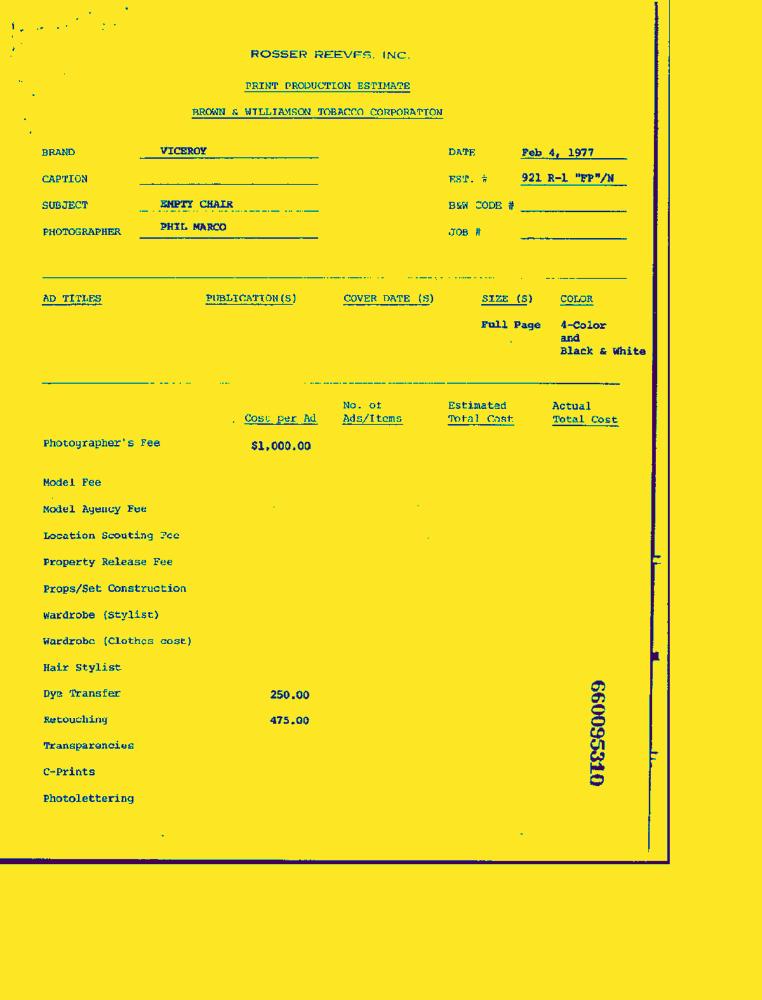 ROSSER REEVES, INC.
PRINT PRODUCTION ESTIMATE
BROWN & WILLIAMSON TOBACCO CORPORATION
BRAND VICEROY DATE Feb 4, 1977
CAPTION EST. # 921 R-1 "FP"/N
SUBJECT EMPTY CHAIR B&W CODE #
PHOTOGRAPHER PHIL MARCO JOB #
AD TITLES PUBLICATION(S) COVER DATE (S) SIZE (S) COLOR
Full Page 4-Color
and
Black & White
No. of Estimated Actual
Cost per Ad Ads/Items Total Cost Total Cost
Photographer's Fee $1,000.00
Model Fee
Model Agency Fee
Location Scouting Fee
Property Release Fee
Props/Set Construction
Wardrobe (Stylist)
Wardrobe (Clothes cost)
Hair Stylist
Dye Transfer 250.00
Retouching 475.00
Transparencies
C-Prints
Photolettering
660095310